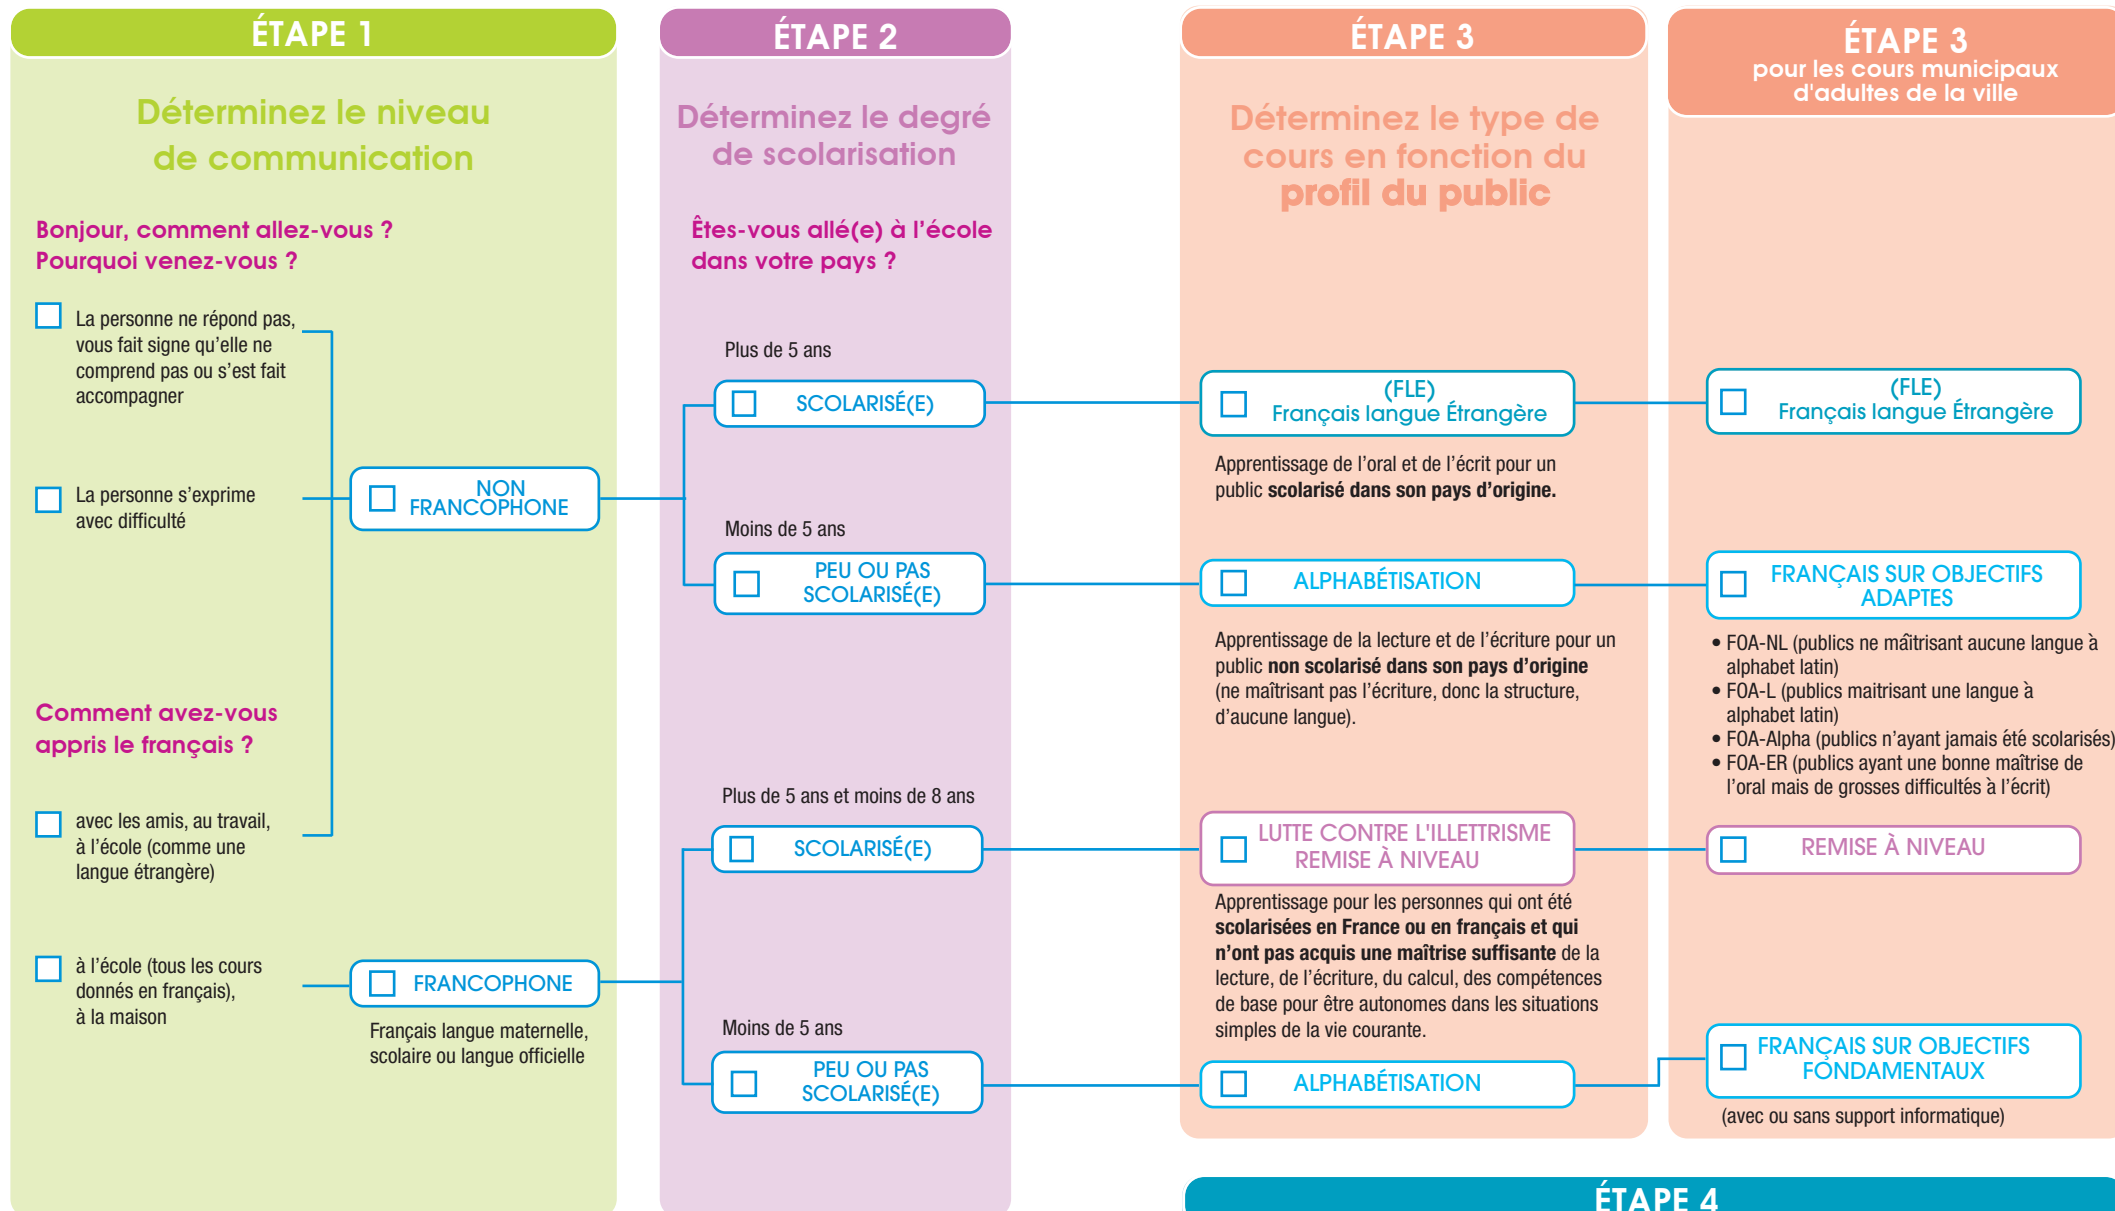 ÉTAPE 1
Déterminez le niveau
de communication
Bonjour, comment allez-vous ?
Pourquoi venez-vous ?
La personne ne répond pas,
vous fait signe qu'elle ne
comprend pas ou s'est fait
accompagner
La personne s'exprime
avec difficulté
NON
FRANCOPHONE
Comment avez-vous
appris le français ?
avec les amis, au travail,
à l'école (comme une
langue étrangère)
à l'école (tous les cours
donnés en français),
à la maison
FRANCOPHONE
Français langue maternelle,
scolaire ou langue officielle
ÉTAPE 2
Déterminez le degré
de scolarisation
Êtes-vous allé(e) à l'école
dans votre pays ?
Plus de 5 ans
SCOLARISÉ(E)
Moins de 5 ans
PEU OU PAS
SCOLARISÉ(E)
Plus de 5 ans et moins de 8 ans
SCOLARISÉ(E)
Moins de 5 ans
PEU OU PAS
SCOLARISÉ(E)
ÉTAPE 3
Déterminez le type de
cours en fonction du
profil du public
(FLE)
Français langue Étrangère
Apprentissage de l'oral et de l'écrit pour un
public scolarisé dans son pays d'origine.
ALPHABÉTISATION
Apprentissage de la lecture et de l'écriture pour un
public non scolarisé dans son pays d'origine
(ne maîtrisant pas l'écriture, donc la structure,
d'aucune langue).
LUTTE CONTRE L'ILLETTRISME
REMISE À NIVEAU
Apprentissage pour les personnes qui ont été
scolarisées en France ou en français et qui
n'ont pas acquis une maîtrise suffisante de la
lecture, de l'écriture, du calcul, des compétences
de base pour être autonomes dans les situations
simples de la vie courante.
ALPHABÉTISATION
ÉTAPE 3
pour les cours municipaux
d'adultes de la ville
(FLE)
Français langue Étrangère
FRANÇAIS SUR OBJECTIFS
ADAPTES
• FOA-NL (publics ne maîtrisant aucune langue à
alphabet latin)
• FOA-L (publics maitrisant une langue à
alphabet latin)
• FOA-Alpha (publics n'ayant jamais été scolarisés)
• FOA-ER (publics ayant une bonne maîtrise de
l'oral mais de grosses difficultés à l'écrit)
REMISE À NIVEAU
FRANÇAIS SUR OBJECTIFS
FONDAMENTAUX
(avec ou sans support informatique)
ÉTAPE 4